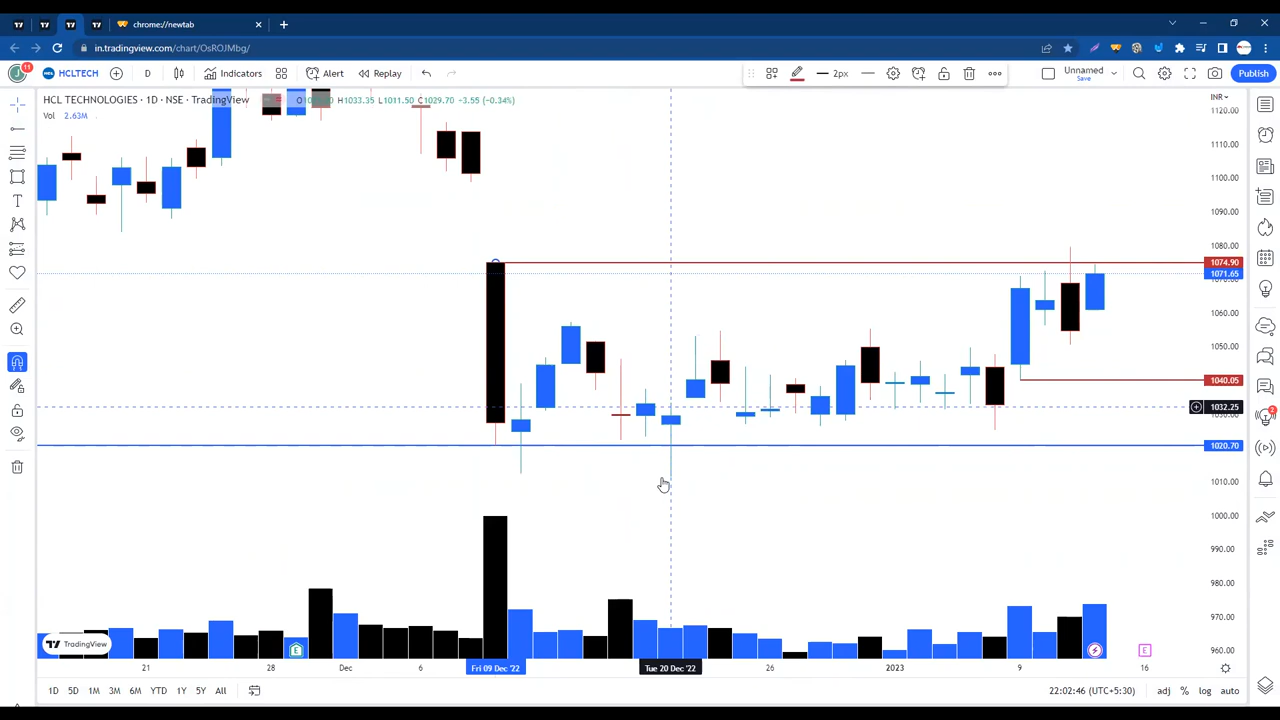 chrome://newtab
in.tradingview.com/chart/OsROJMbg/
11 HCLTECH D Indicators Alert Replay 2px Unnamed Save Publish
HCL TECHNOLOGIES · 1D · NSE · TradingView H1033.35 L1011.50 C1029.70 -3.55 (-0.34%) INR
Vol 2.63M
1120.00
1110.00
1100.00
1090.00
1080.00
1074.90
1071.65
1060.00
1050.00
1040.05
1032.25
1020.70
1010.00
1000.00
990.00
980.00
970.00
960.00
2
TradingView
E
E
21 28 Dec 6 Fri 09 Dec '22 Tue 20 Dec '22 26 2023 9 16
1D 5D 1M 3M 6M YTD 1Y 5Y All 22:02:46 (UTC+5:30) adj % log auto